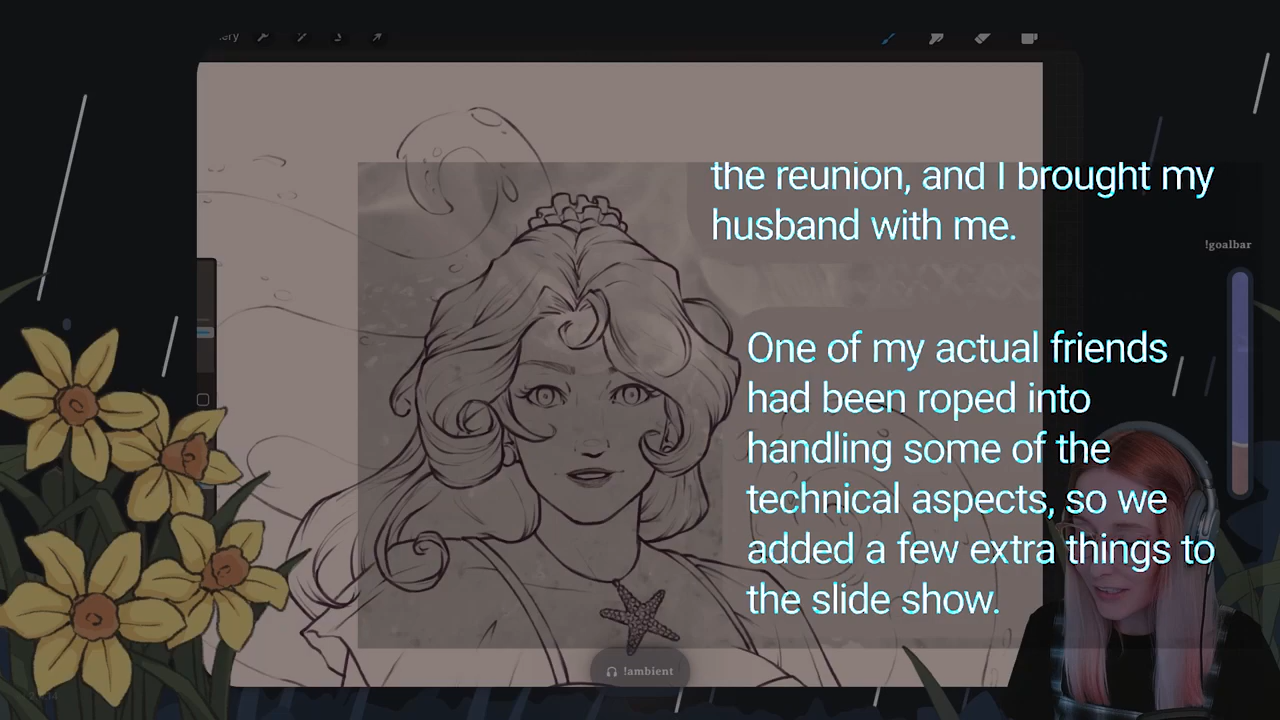 ery
the reunion, and I brought my
husband with me.
!goalbar
One of my actual friends
had been roped into
handling some of the
technical aspects, so we
added a few extra things to
the slide show.
!ambient